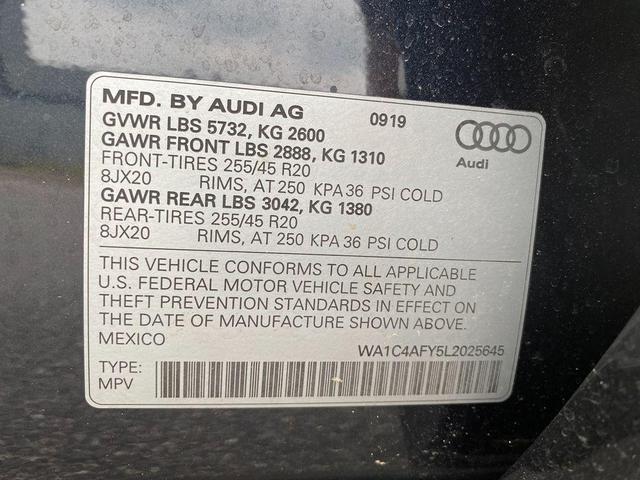 MFD. BY AUDI AG 0919
GVWR LBS 5732, KG 2600
GAWR FRONT LBS 2888, KG 1310
FRONT-TIRES 255/45 R20
8JX20 RIMS, AT 250 KPA 36 PSI COLD
GAWR REAR LBS 3042, KG 1380
REAR-TIRES 255/45 R20
8JX20 RIMS, AT 250 KPA 36 PSI COLD
Audi
THIS VEHICLE CONFORMS TO ALL APPLICABLE
U.S. FEDERAL MOTOR VEHICLE SAFETY AND
THEFT PREVENTION STANDARDS IN EFFECT ON
THE DATE OF MANUFACTURE SHOWN ABOVE.
MEXICO
WA1C4AFY5L2025645
TYPE:
MPV